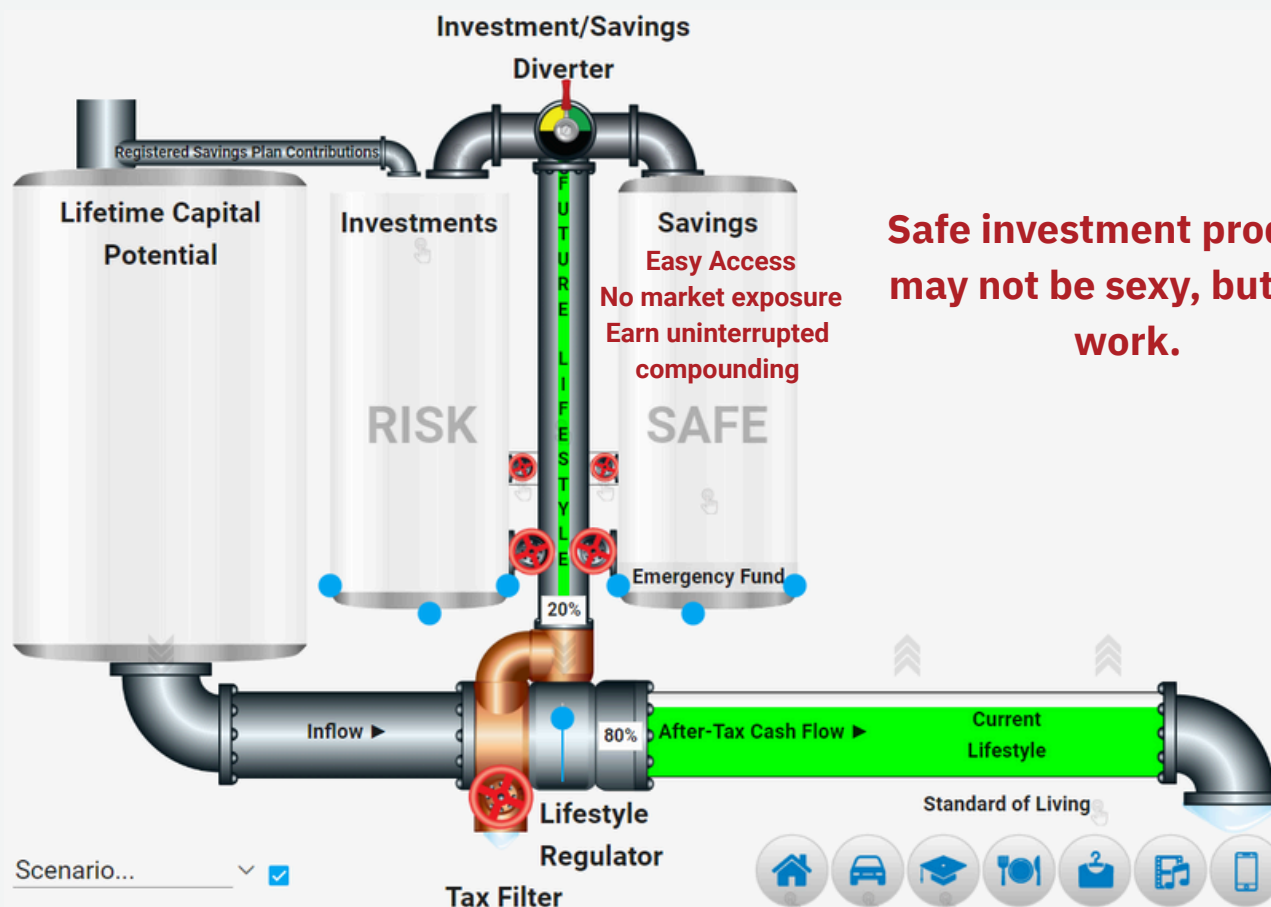 Investment/Savings
Diverter
Registered Savings Plan Contributions
Lifetime Capital
Potential
Investments
RISK
FUTURE LIFESTYLE
Savings
Easy Access
No market exposure
Earn uninterrupted
compounding
SAFE
Emergency Fund
Safe investment
may not be sexy, but
work.
20%
Inflow ►
80%
After-Tax Cash Flow ►
Current
Lifestyle
Standard of Living
Lifestyle
Regulator
Tax Filter
Scenario...